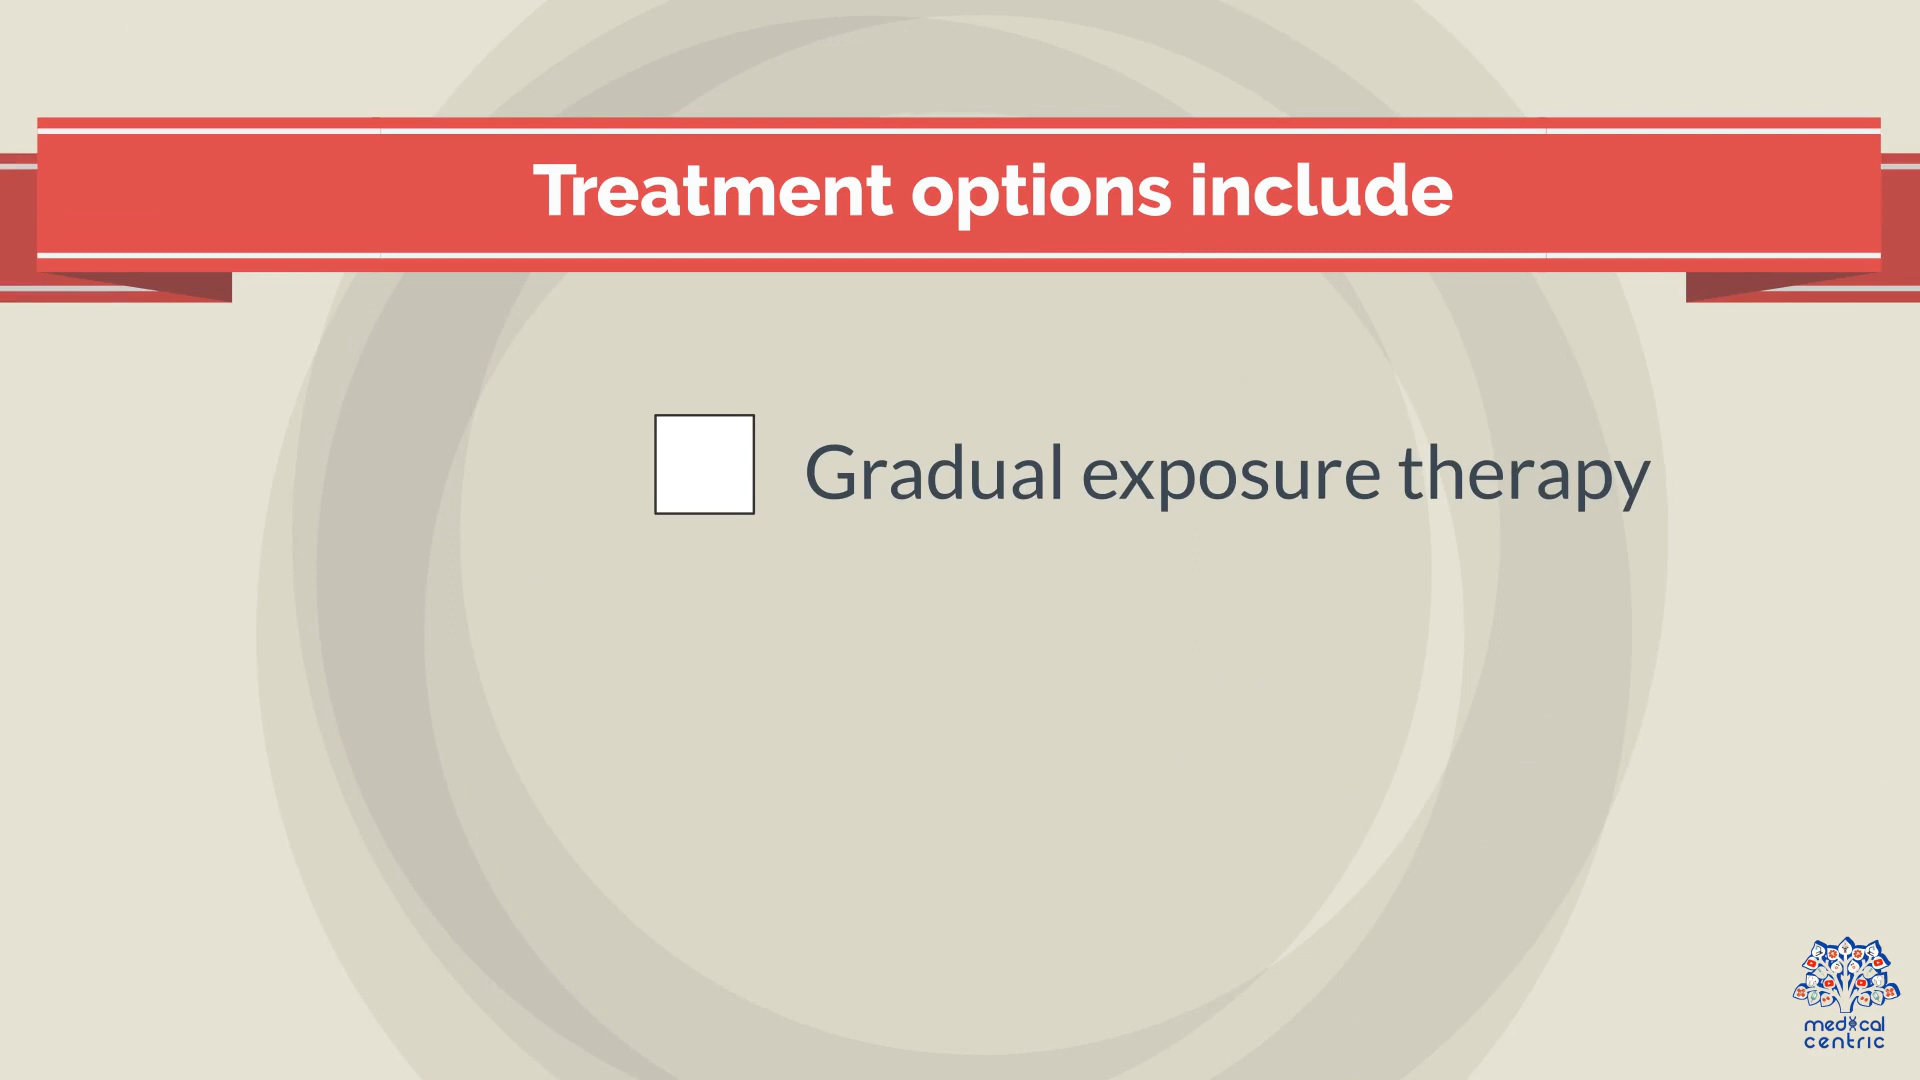 Treatment options include
Gradual exposure therapy
medical
centric